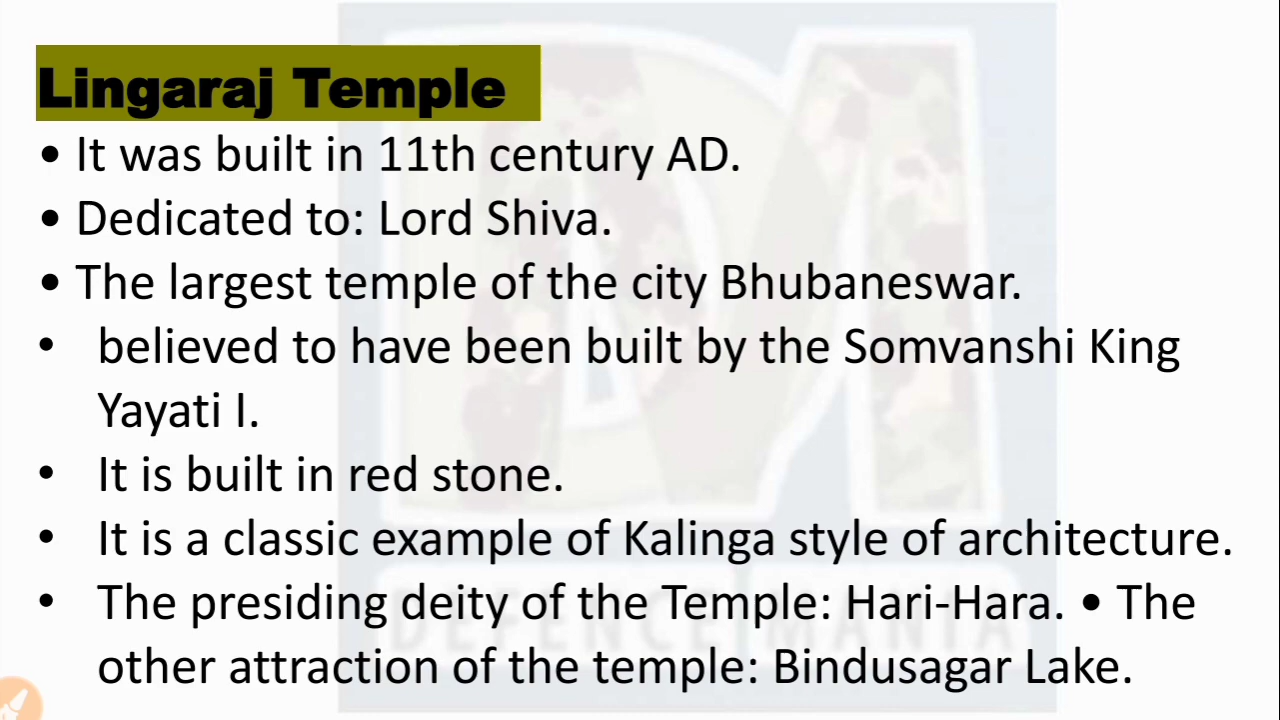 Lingaraj Temple
• It was built in 11th century AD.
• Dedicated to: Lord Shiva.
• The largest temple of the city Bhubaneswar.
• believed to have been built by the Somvanshi King
Yayati I.
• It is built in red stone.
• It is a classic example of Kalinga style of architecture.
• The presiding deity of the Temple: Hari-Hara. • The
other attraction of the temple: Bindusagar Lake.
DEFENCE MANIA